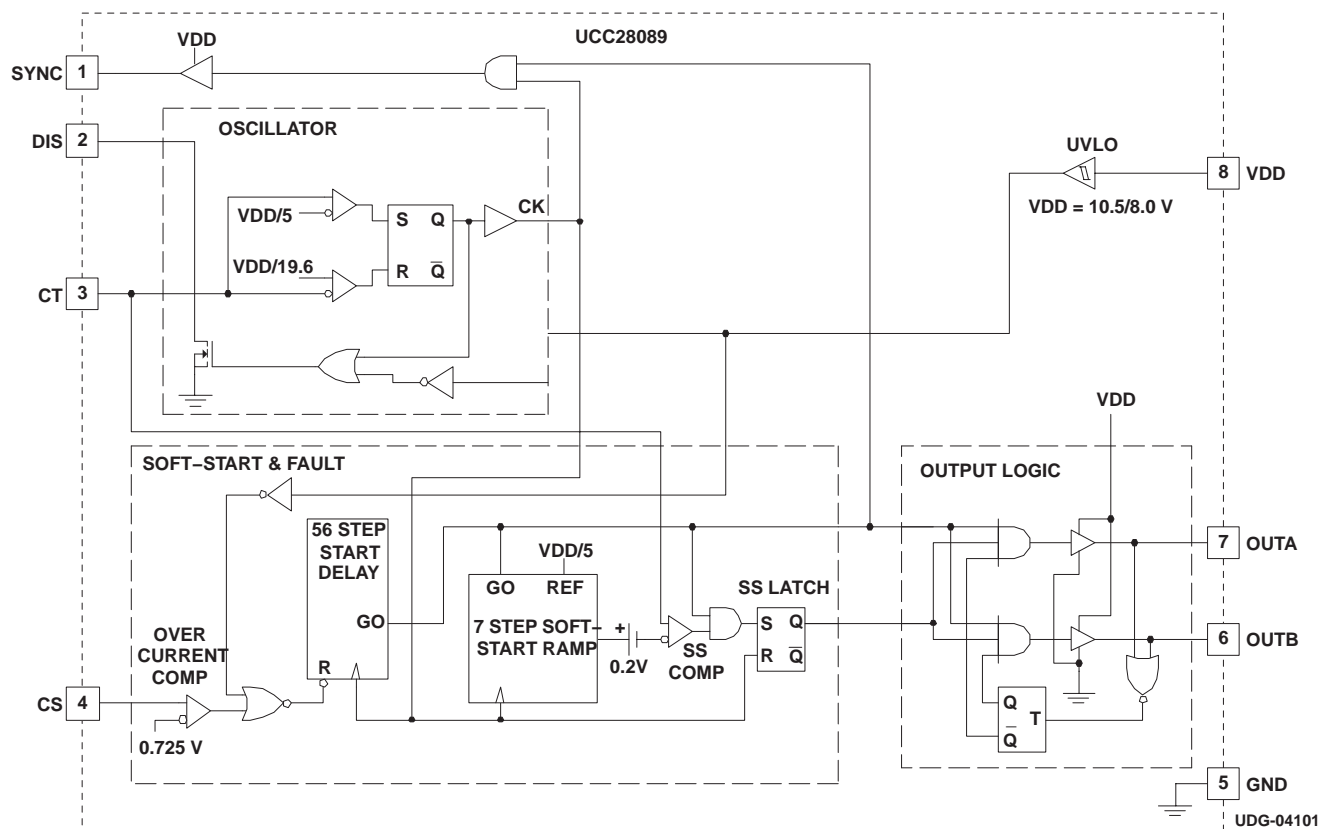 UCC28089
VDD
SYNC
1
OSCILLATOR
DIS
2
UVLO
8
VDD
VDD = 10.5/8.0 V
CK
VDD/5
S
Q
VDD/19.6
R
Q
CT
3
VDD
SOFT–START & FAULT
OUTPUT LOGIC
56 STEP
START
DELAY
GO
R
VDD/5
GO
REF
7 STEP SOFT–
START RAMP
+
0.2V
SS
COMP
SS LATCH
S
Q
R
Q
7
OUTA
6
OUTB
OVER
CURRENT
COMP
CS
4
0.725 V
Q
T
Q
5
GND
UDG-04101